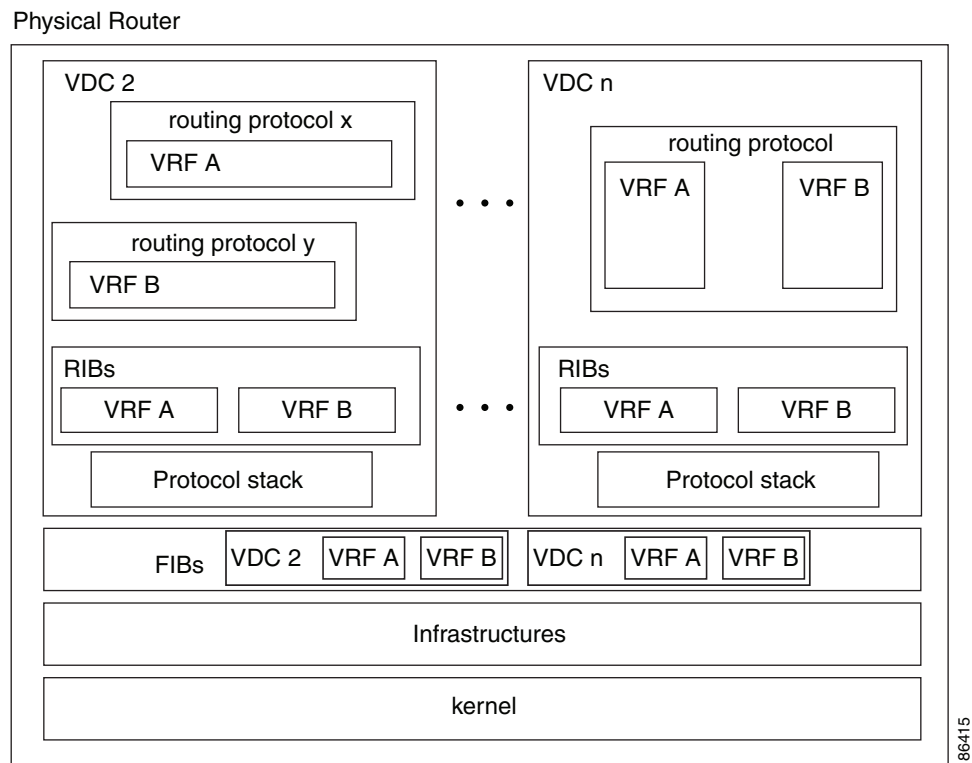 Physical Router
VDC 2
routing protocol x
VRF A
routing protocol y
VRF B
RIBs
VRF A
VRF B
Protocol stack
• • •
• • •
VDC n
routing protocol
VRF A
VRF B
RIBs
VRF A
VRF B
Protocol stack
FIBs
VDC 2
VRF A
VRF B
VDC n
VRF A
VRF B
Infrastructures
kernel
86415